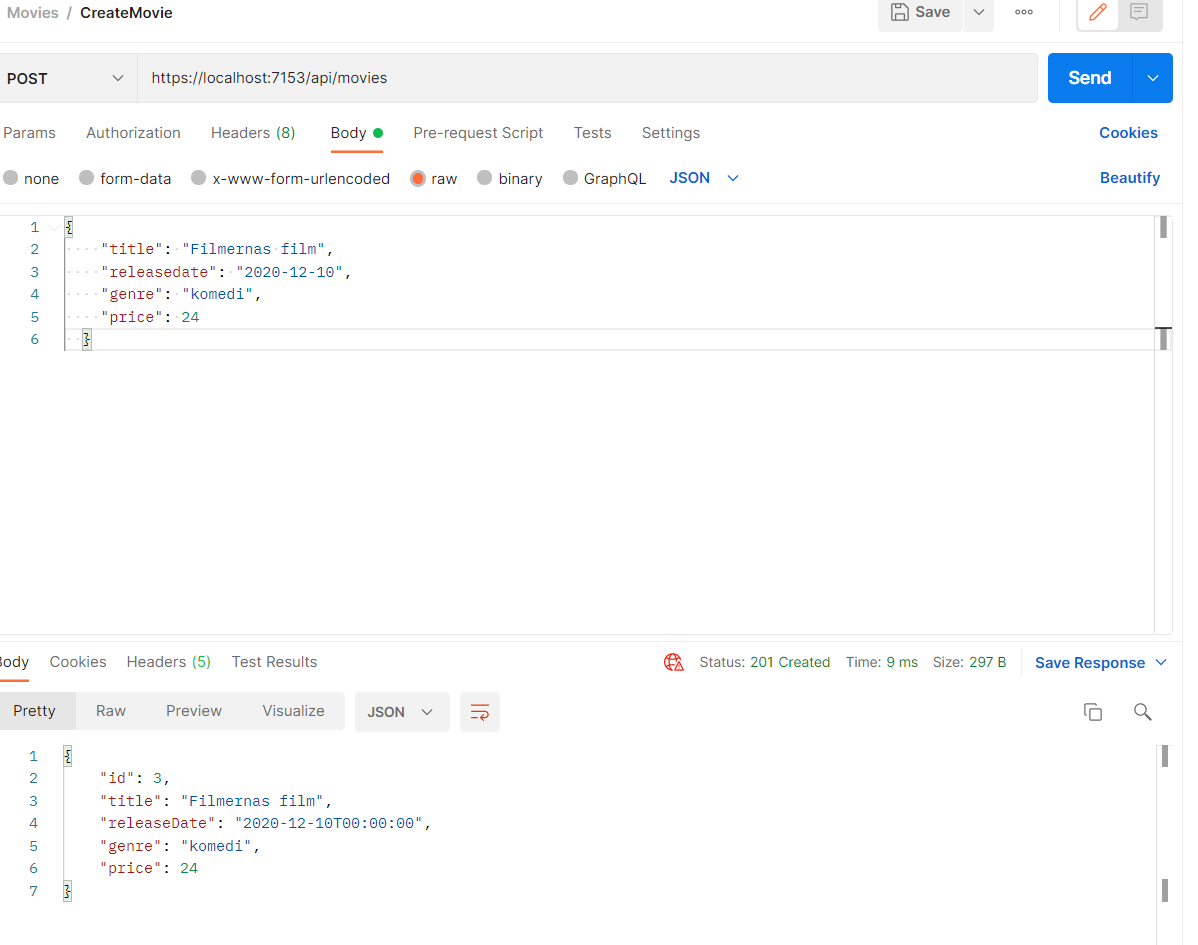 Movies / CreateMovie Save
POST https://localhost:7153/api/movies Send
Params Authorization Headers (8) Body Pre-request Script Tests Settings Cookies
none form-data x-www-form-urlencoded raw binary GraphQL JSON Beautify
1 {
2 "title": "Filmernas film",
3 "releasedate": "2020-12-10",
4 "genre": "komedi",
5 "price": 24
6 }
Body Cookies Headers (5) Test Results Status: 201 Created Time: 9 ms Size: 297 B Save Response
Pretty Raw Preview Visualize JSON
1 {
2 "id": 3,
3 "title": "Filmernas film",
4 "releaseDate": "2020-12-10T00:00:00",
5 "genre": "komedi",
6 "price": 24
7 }